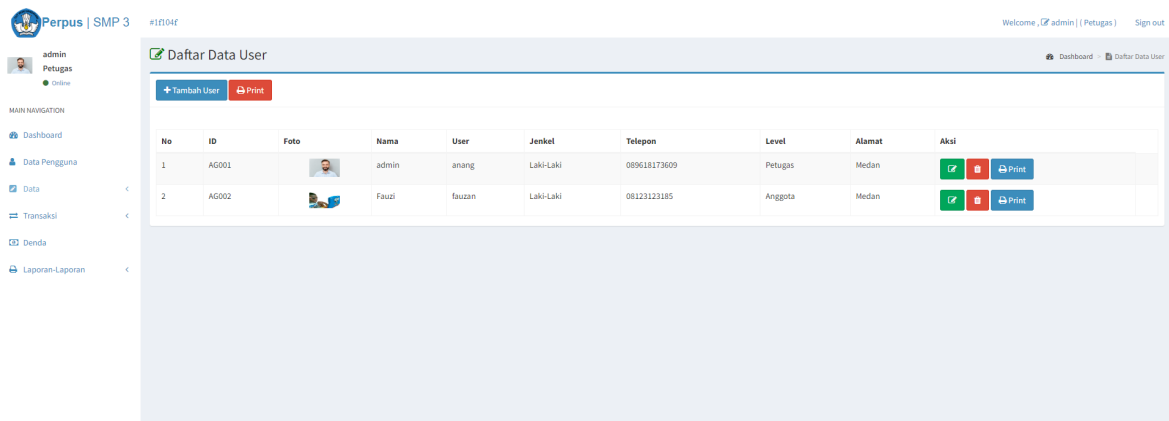 Perpus | SMP 3 #1f104f Welcome , admin | ( Petugas ) Sign out
admin
Petugas
Online
MAIN NAVIGATION
Dashboard
Data Pengguna
Data
Transaksi
Denda
Laporan-Laporan
Daftar Data User Dashboard > Daftar Data User
Tambah User Print
No ID Foto Nama User Jenkel Telepon Level Alamat Aksi
1 AG001 admin anang Laki-Laki 089618173609 Petugas Medan Print
2 AG002 Fauzi fauzan Laki-Laki 08123123185 Anggota Medan Print